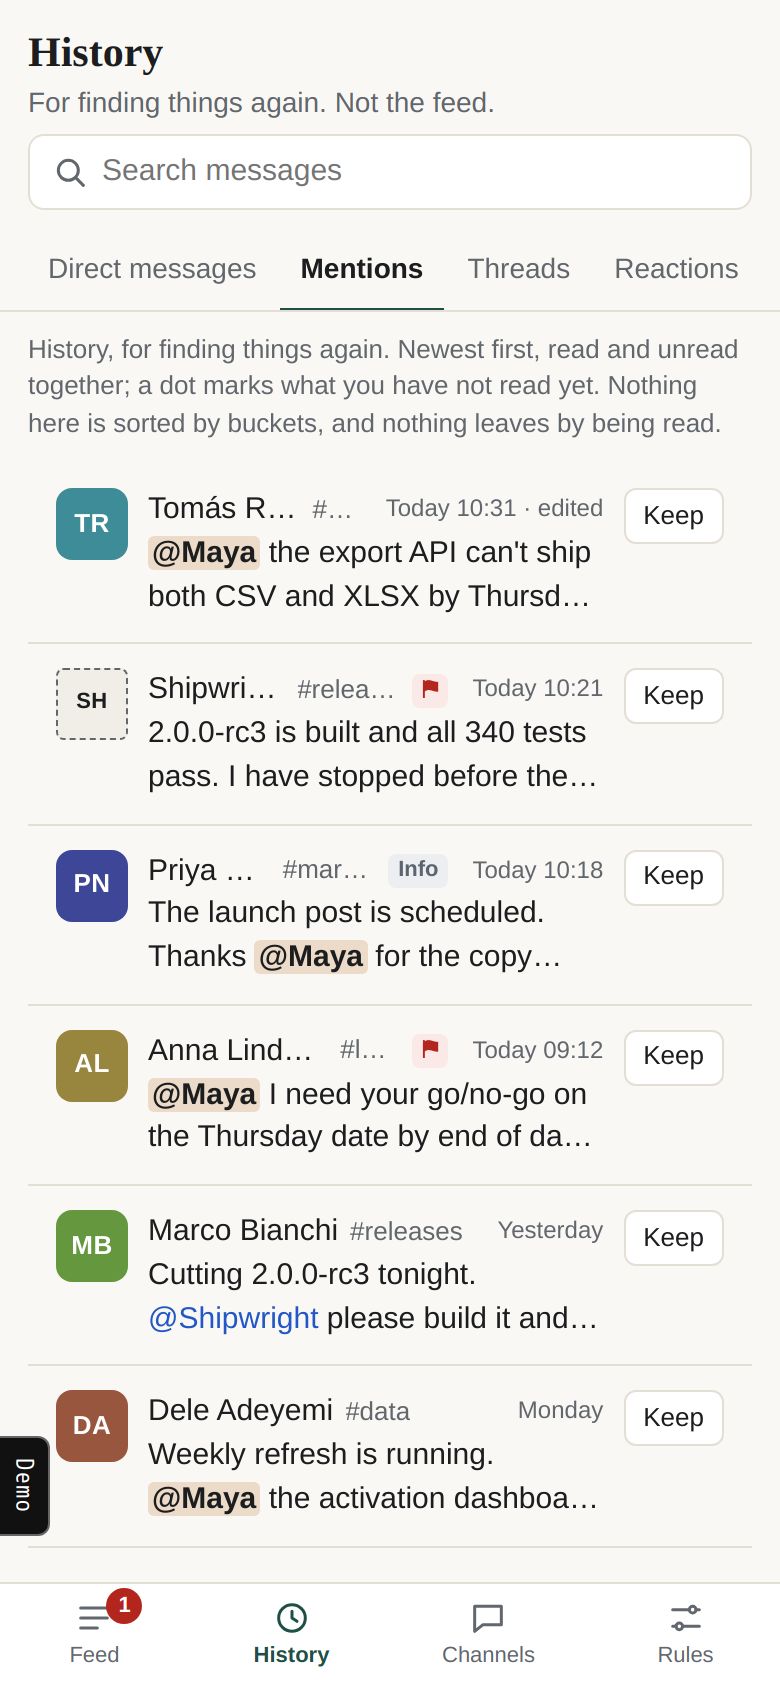 History
For finding things again. Not the feed.
Search messages
Direct messages Mentions Threads Reactions
History, for finding things again. Newest first, read and unread
together; a dot marks what you have not read yet. Nothing
here is sorted by buckets, and nothing leaves by being read.
TR Tomás R… #… Today 10:31 · edited Keep
@Maya the export API can't ship
both CSV and XLSX by Thursd…
SH Shipwri… #relea… Today 10:21 Keep
2.0.0-rc3 is built and all 340 tests
pass. I have stopped before the…
PN Priya … #mar… Info Today 10:18 Keep
The launch post is scheduled.
Thanks @Maya for the copy…
AL Anna Lind… #l… Today 09:12 Keep
@Maya I need your go/no-go on
the Thursday date by end of da…
MB Marco Bianchi #releases Yesterday Keep
Cutting 2.0.0-rc3 tonight.
@Shipwright please build it and…
DA Dele Adeyemi #data Monday Keep
Weekly refresh is running.
@Maya the activation dashboa…
Demo
1
Feed History Channels Rules